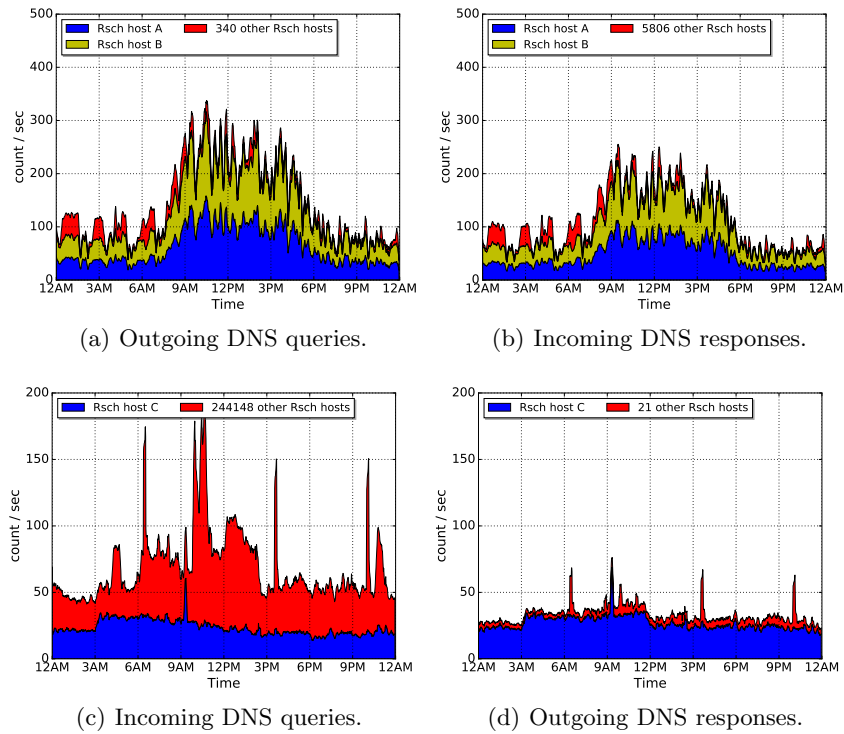 Rsch host A
Rsch host B
340 other Rsch hosts
500
400
300
200
100
0
count / sec
12AM 3AM 6AM 9AM 12PM 3PM 6PM 9PM 12AM
Time
(a) Outgoing DNS queries.
Rsch host A
Rsch host B
5806 other Rsch hosts
500
400
300
200
100
0
count / sec
12AM 3AM 6AM 9AM 12PM 3PM 6PM 9PM 12AM
Time
(b) Incoming DNS responses.
Rsch host C
244148 other Rsch hosts
200
150
100
50
0
count / sec
12AM 3AM 6AM 9AM 12PM 3PM 6PM 9PM 12AM
Time
(c) Incoming DNS queries.
Rsch host C
21 other Rsch hosts
200
150
100
50
0
count / sec
12AM 3AM 6AM 9AM 12PM 3PM 6PM 9PM 12AM
Time
(d) Outgoing DNS responses.